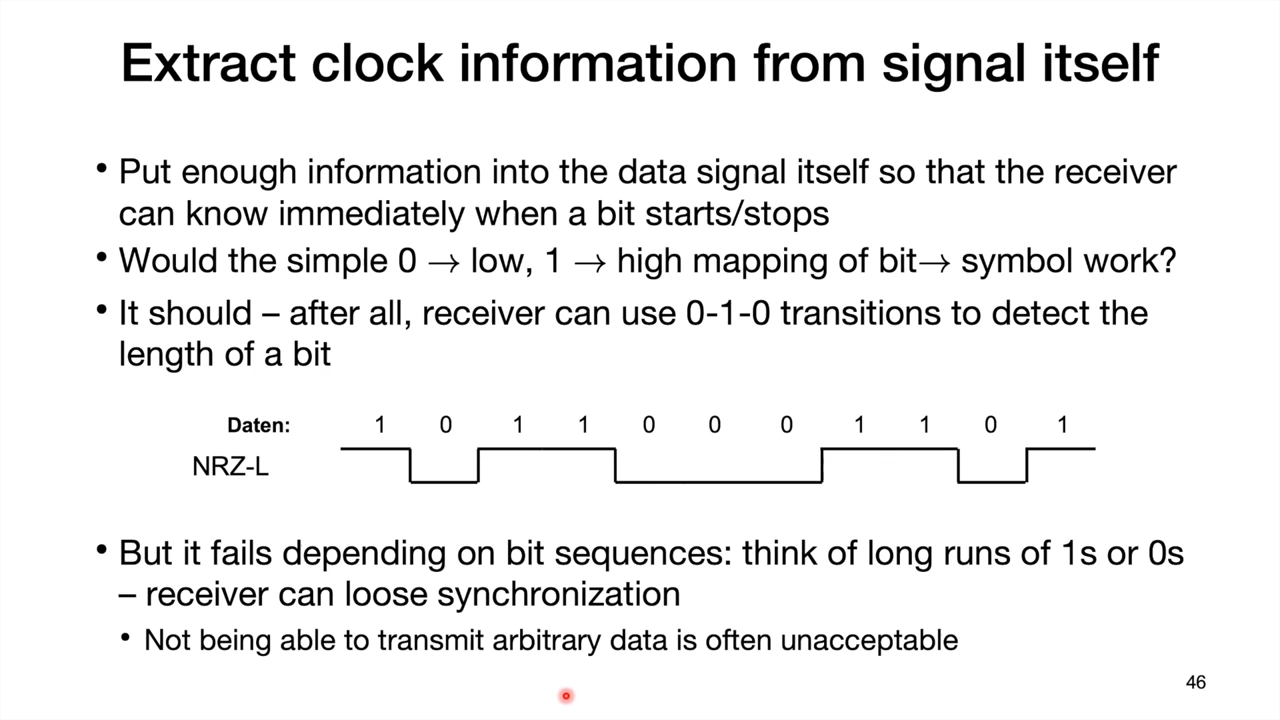 Extract clock information from signal itself
• Put enough information into the data signal itself so that the receiver
can know immediately when a bit starts/stops
• Would the simple 0 → low, 1 → high mapping of bit→ symbol work?
• It should – after all, receiver can use 0-1-0 transitions to detect the
length of a bit
Daten: 1 0 1 1 0 0 0 1 1 0 1
NRZ-L
• But it fails depending on bit sequences: think of long runs of 1s or 0s
– receiver can loose synchronization
• Not being able to transmit arbitrary data is often unacceptable
46